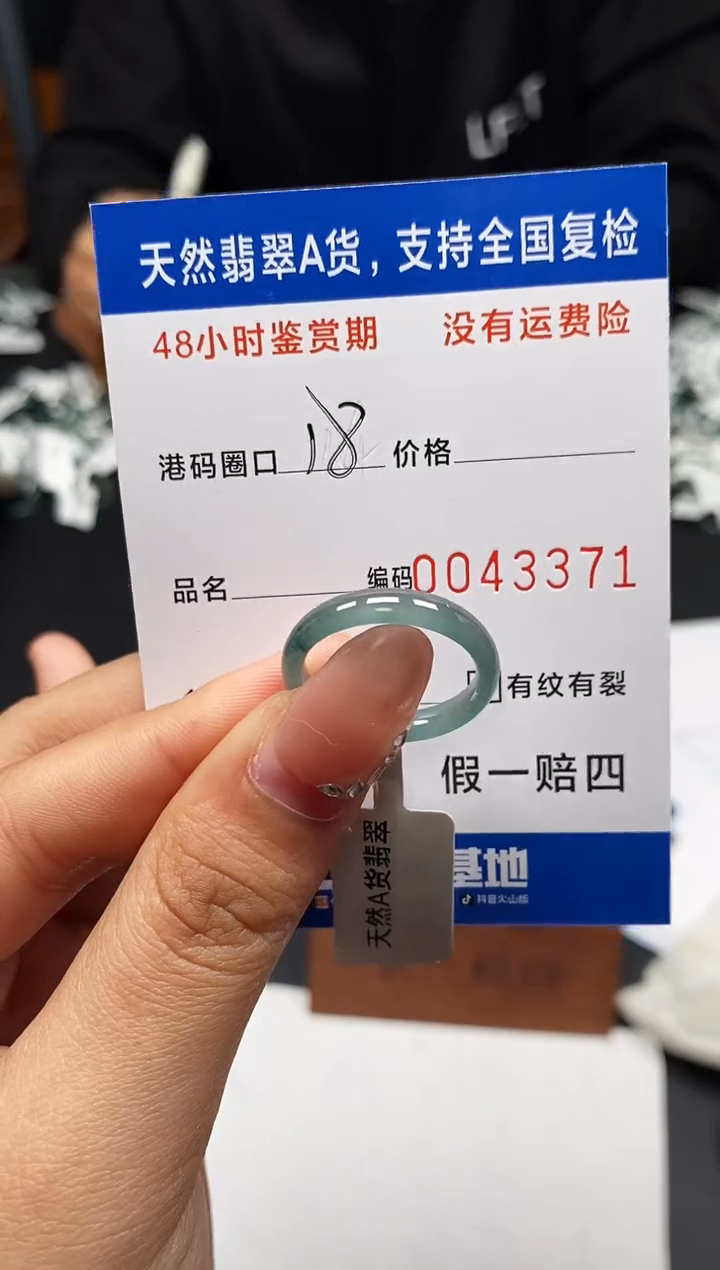 天然翡翠A货，支持全国复检
48小时鉴赏期 没有运费险
港码圈口 18 价格
品名 编码0043371
有纹有裂
假一赔四
基地
抖音火山版
天然A货翡翠